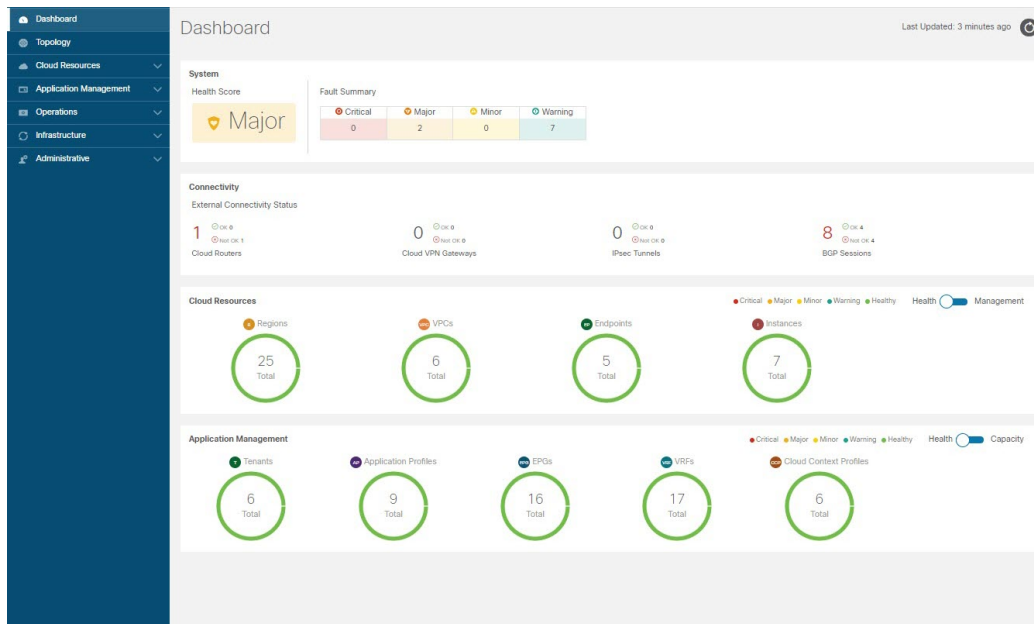 Dashboard
Topology
Cloud Resources
Application Management
Operations
Infrastructure
Administrative
Dashboard
Last Updated: 3 minutes ago
System
Health Score
Fault Summary
Major
Critical Major Minor Warning
0 2 0 7
Connectivity
External Connectivity Status
1 OK 0 Not OK 1
Cloud Routers
0 OK 0 Not OK 0
Cloud VPN Gateways
0 OK 0 Not OK 0
IPsec Tunnels
8 OK 4 Not OK 4
BGP Sessions
Cloud Resources
Critical Major Minor Warning Healthy
Health Management
R Regions
25
Total
VPC VPCs
6
Total
EP Endpoints
5
Total
I Instances
7
Total
Application Management
Critical Major Minor Warning Healthy
Health Capacity
T Tenants
6
Total
AP Application Profiles
9
Total
EPG EPGs
16
Total
VRF VRFs
17
Total
CCP Cloud Context Profiles
6
Total